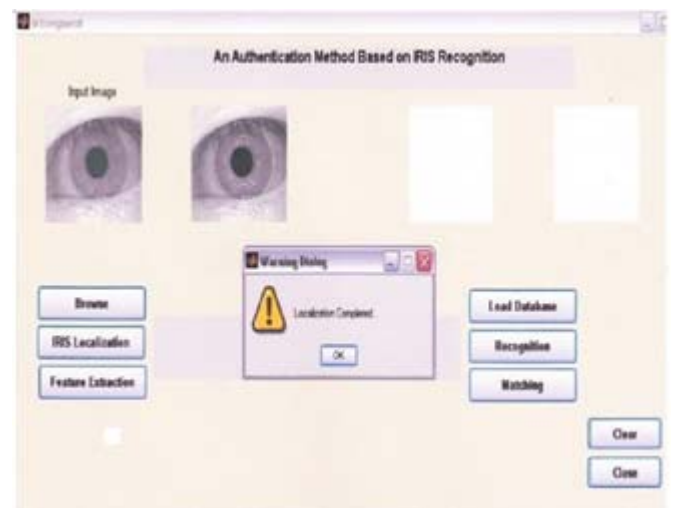 An Authentication Method Based on IRIS Recognition
Input Image
Warning Dialog
Localization Completed.
OK
Browse
IRIS Localization
Feature Extraction
Load Database
Recognition
Matching
Clear
Close